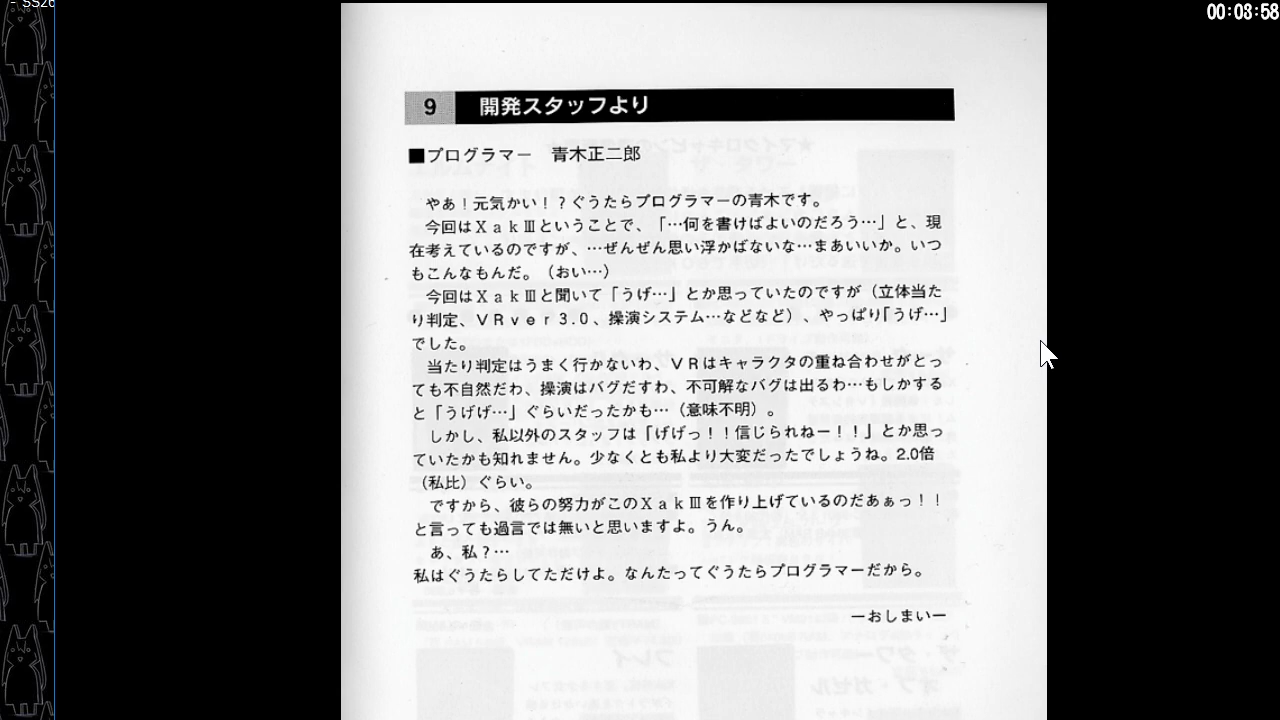 - SS26
00:03:58
9 開発スタッフより
■プログラマー 青木正二郎
やあ！元気かい！？ぐうたらプログラマーの青木です。
今回はＸａｋⅢということで、「…何を書けばよいのだろう…」と、現
在考えているのですが、…ぜんぜん思い浮かばないな…まあいいか。いつ
もこんなもんだ。（おい…）
今回はＸａｋⅢと聞いて「うげ…」とか思っていたのですが（立体当た
り判定、ＶＲｖｅｒ３.０、操演システム…などなど）、やっぱり「うげ…」
でした。
当たり判定はうまく行かないわ、ＶＲはキャラクタの重ね合わせがとっ
ても不自然だわ、操演はバグだすわ、不可解なバグは出るわ…もしかする
と「うげげ…」ぐらいだったかも…（意味不明）。
しかし、私以外のスタッフは「げげっ！！信じられねー！！」とか思っ
ていたかも知れません。少なくとも私より大変だったでしょうね。2.0倍
（私比）ぐらい。
ですから、彼らの努力がこのＸａｋⅢを作り上げているのだあぁっ！！
と言っても過言では無いと思いますよ。うん。
あ、私？…
私はぐうたらしてただけよ。なんたってぐうたらプログラマーだから。
ーおしまいー